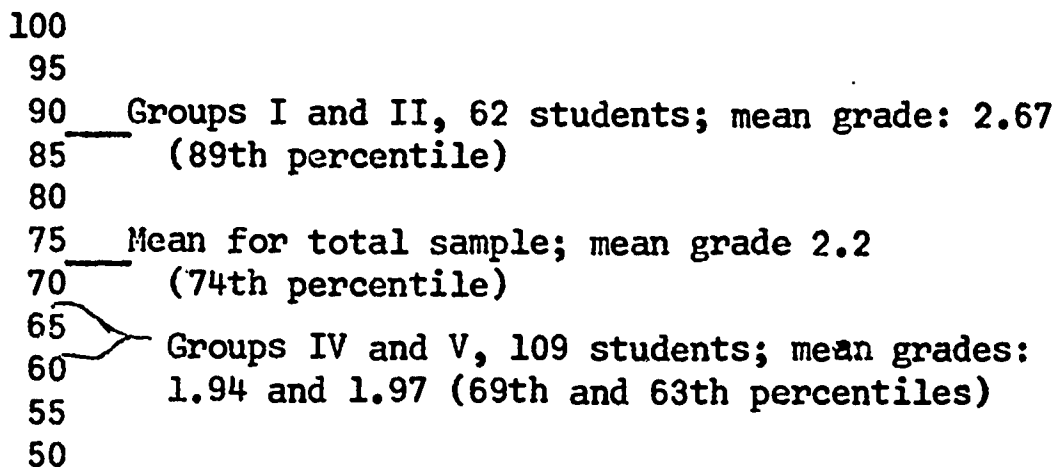 100
95
90 Groups I and II, 62 students; mean grade: 2.67
85 (89th percentile)
80
75 Mean for total sample; mean grade 2.2
70 (74th percentile)
65
Groups IV and V, 109 students; mean grades:
60
1.94 and 1.97 (69th and 63th percentiles)
55
50